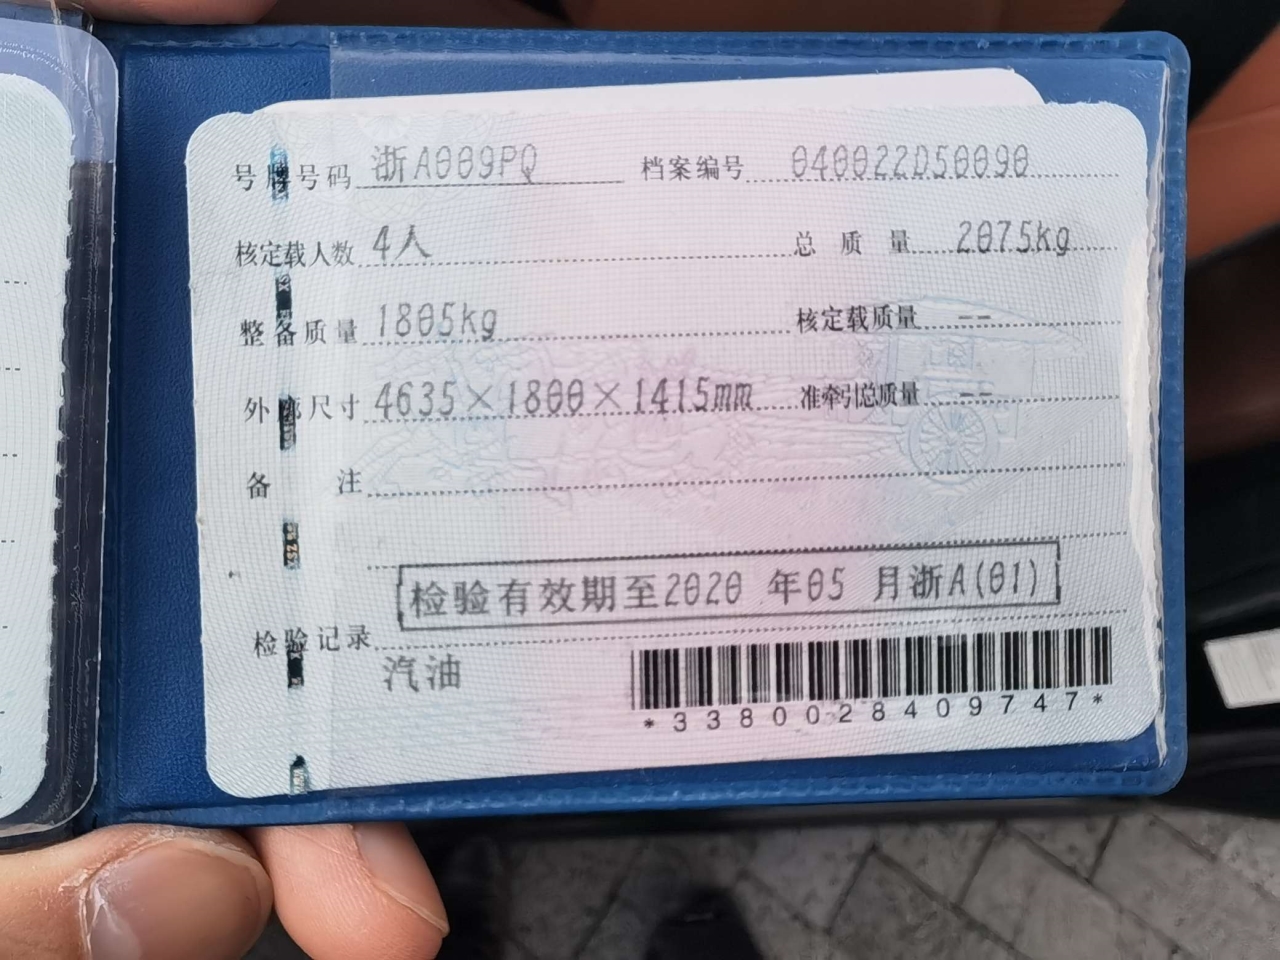 号牌号码 浙A009PQ 档案编号 040022D50090
核定载人数 4人 总质量 2075kg
整备质量 1805kg 核定载质量 --
外廓尺寸 4635×1800×1415mm 准牵引总质量 --
备注
检验有效期至2020 年05 月浙A(01)
检验记录
汽油
*3380028409747*